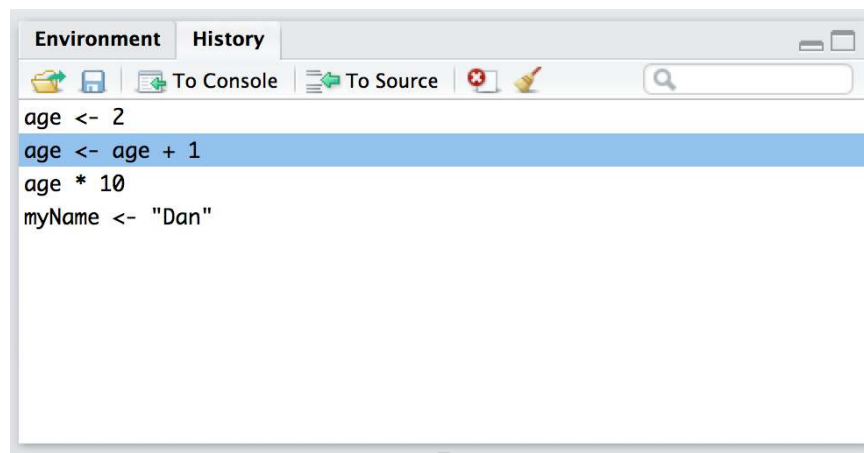 Environment History
To Console To Source
age <- 2
age <- age + 1
age * 10
myName <- "Dan"